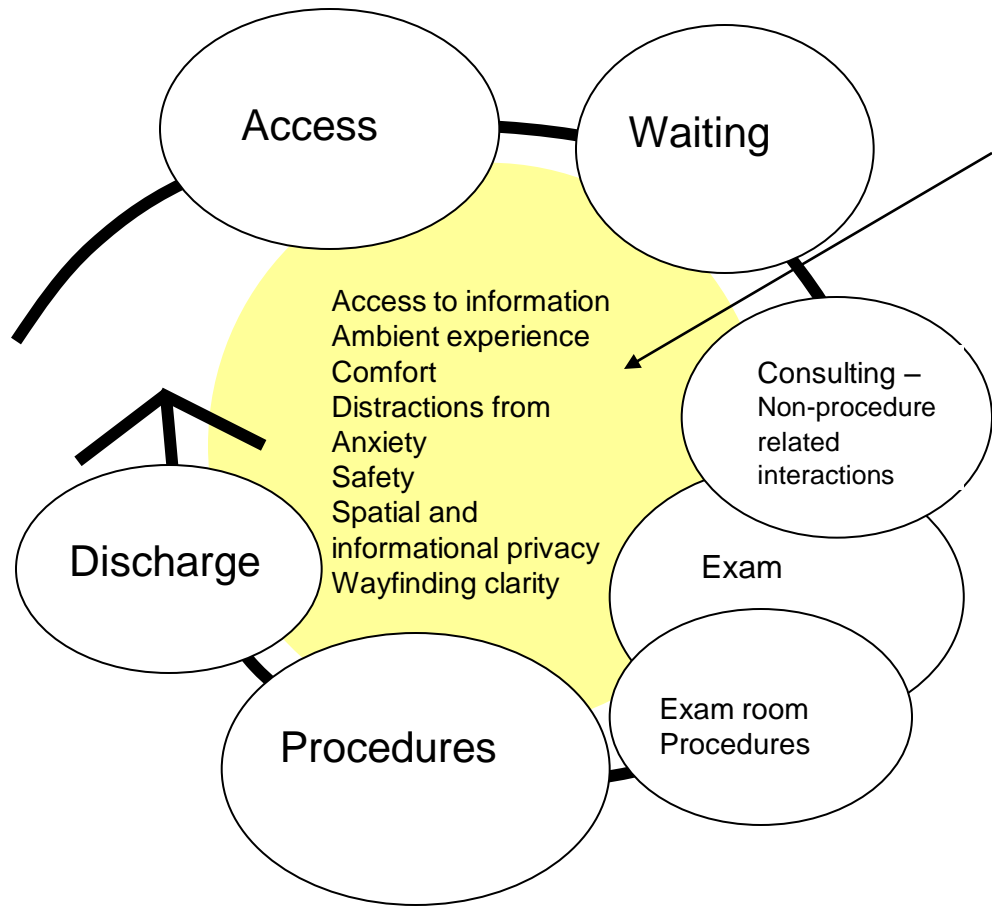 Access
Waiting
Access to information
Ambient experience
Comfort
Distractions from
Anxiety
Safety
Spatial and
informational privacy
Wayfinding clarity
Consulting –
Non-procedure
related
interactions
Exam
Exam room
Procedures
Procedures
Discharge